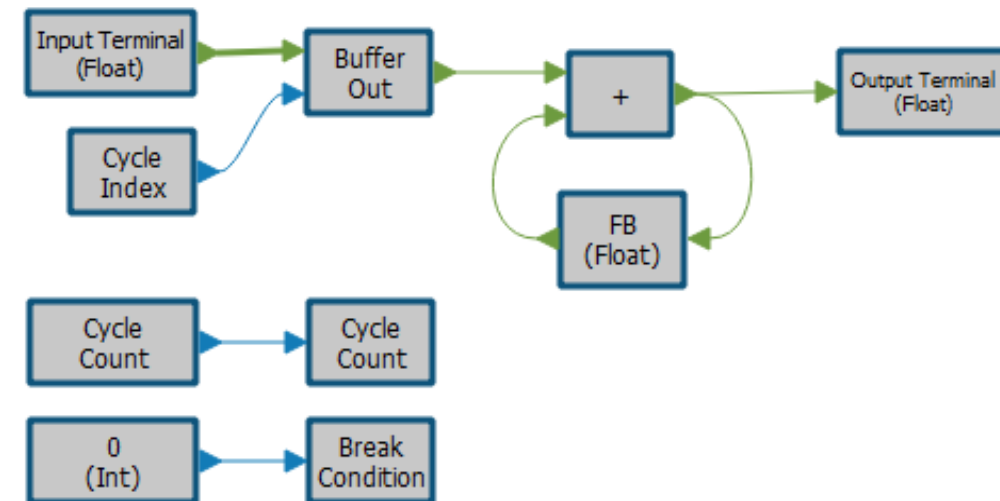 Input Terminal
(Float)
Buffer
Out
Cycle
Index
+
FB
(Float)
Output Terminal
(Float)
Cycle
Count
Cycle
Count
0
(Int)
Break
Condition